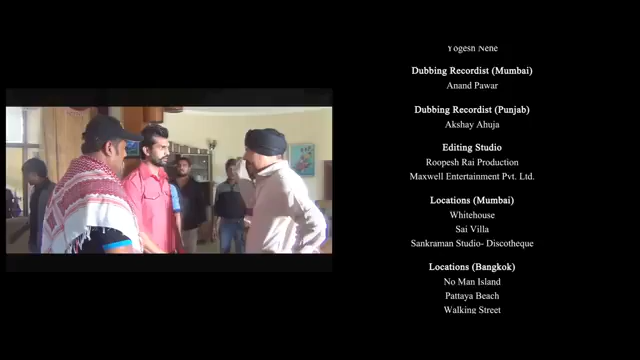 Yogesh Nene
Dubbing Recordist (Mumbai)
Anand Pawar
Dubbing Recordist (Punjab)
Akshay Ahuja
Editing Studio
Roopesh Rai Production
Maxwell Entertainment Pvt. Ltd.
Locations (Mumbai)
Whitehouse
Sai Villa
Sankraman Studio- Discotheque
Locations (Bangkok)
No Man Island
Pattaya Beach
Walking Street